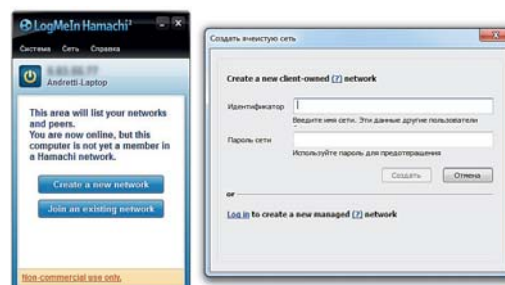 LogMeIn Hamachi²
Система Сеть Справка
Andretti-Laptop
This area will list your networks
and peers.
You are now online, but this
computer is not yet a member in
a Hamachi network.
Create a new network
Join an existing network
Non-commercial use only.
Создать ячеистую сеть
Create a new client-owned [?] network
Идентификатор
Введите имя сети. Эти данные другие пользователи
Пароль сети
Используйте пароль для предотвращения
Создать Отмена
or
Log in to create a new managed [?] network